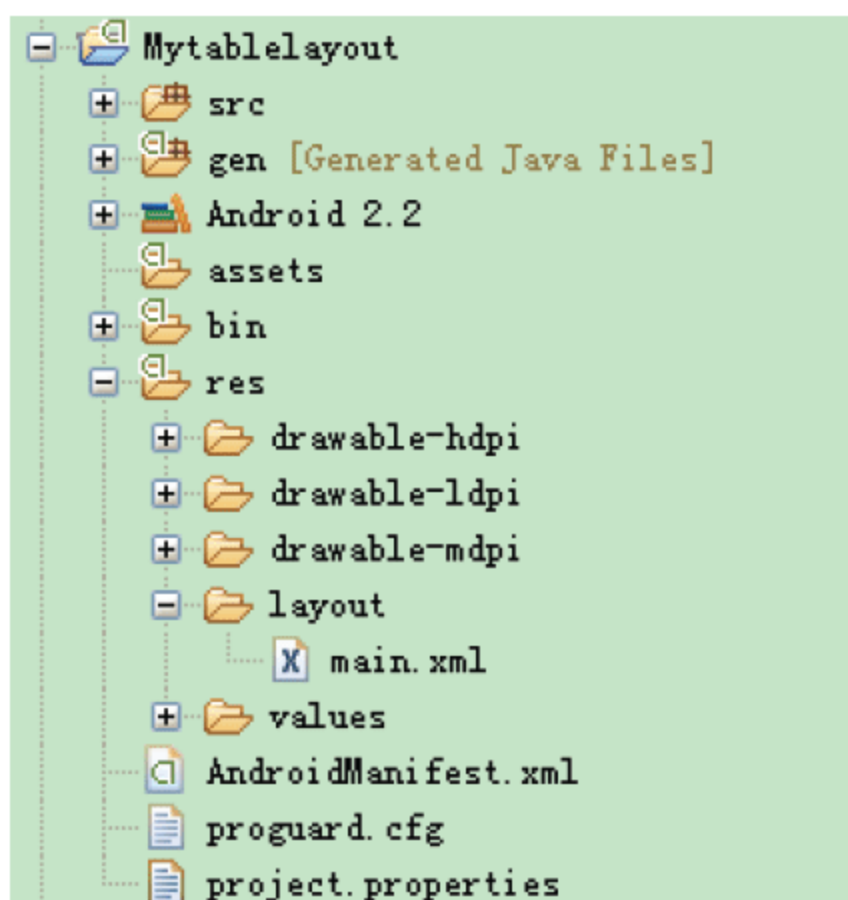 Mytablelayout
src
gen [Generated Java Files]
Android 2.2
assets
bin
res
drawable-hdpi
drawable-ldpi
drawable-mdpi
layout
main.xml
values
AndroidManifest.xml
proguard.cfg
project.properties